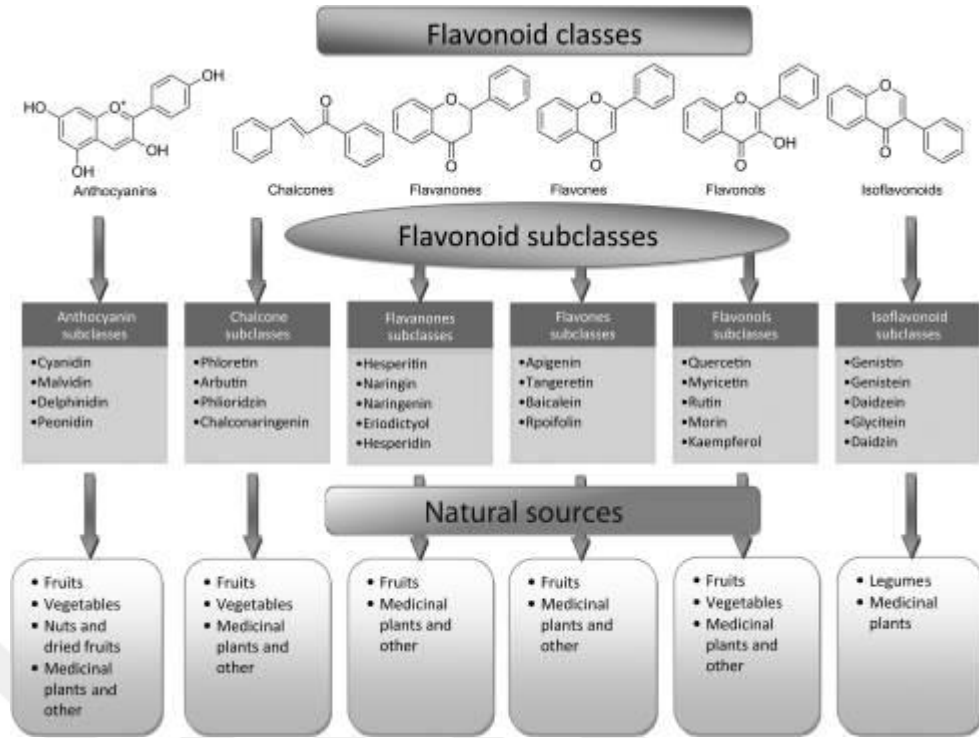 Flavonoid classes
OH
HO
O+
OH
OH
Anthocyanins
O
Chalcones
O
O
Flavanones
O
O
Flavones
O
OH
O
Flavonols
O
O
Isoflavonoids
Flavonoid subclasses
Anthocyanin
subclasses
•Cyanidin
•Malvidin
•Delphinidin
•Peonidin
Chalcone
subclasses
•Phloretin
•Arbutin
•Phlioridzin
•Chalconaringenin
Flavanones
subclasses
•Hesperitin
•Naringin
•Naringenin
•Eriodictyol
•Hesperidin
Flavones
subclasses
•Apigenin
•Tangeretin
•Baicalein
•Rpoifolin
Flavonols
subclasses
•Quercetin
•Myricetin
•Rutin
•Morin
•Kaempferol
Isoflavonoid
subclasses
•Genistin
•Genistein
•Daidzein
•Glycitein
•Daidzin
Natural sources
• Fruits
• Vegetables
• Nuts and
dried fruits
• Medicinal
plants and
other
• Fruits
• Vegetables
• Medicinal
plants and
other
• Fruits
• Medicinal
plants and
other
• Fruits
• Medicinal
plants and
other
• Fruits
• Vegetables
• Medicinal
plants and
other
• Legumes
• Medicinal
plants